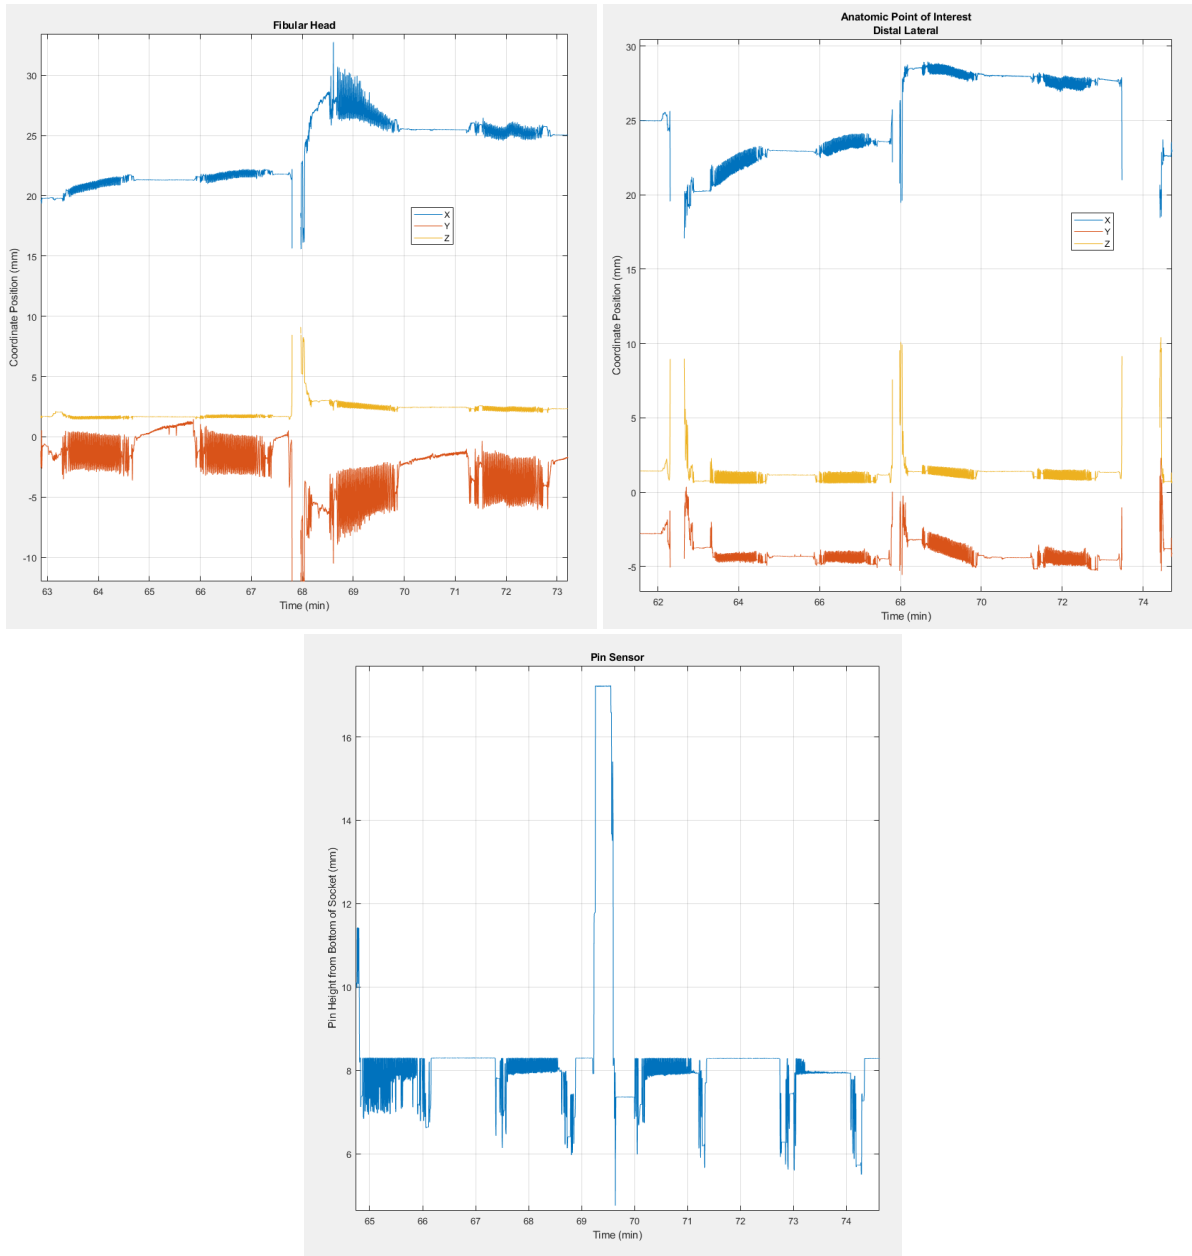 Fibular Head
30
25
20
15
10
5
0
-5
-10
Coordinate Position (mm)
X
Y
Z
63 64 65 66 67 68 69 70 71 72 73
Time (min)
Anatomic Point of Interest
Distal Lateral
30
25
20
15
10
5
0
-5
Coordinate Position (mm)
X
Y
Z
62 64 66 68 70 72 74
Time (min)
Pin Sensor
16
14
12
10
8
6
Pin Height from Bottom of Socket (mm)
65 66 67 68 69 70 71 72 73 74
Time (min)